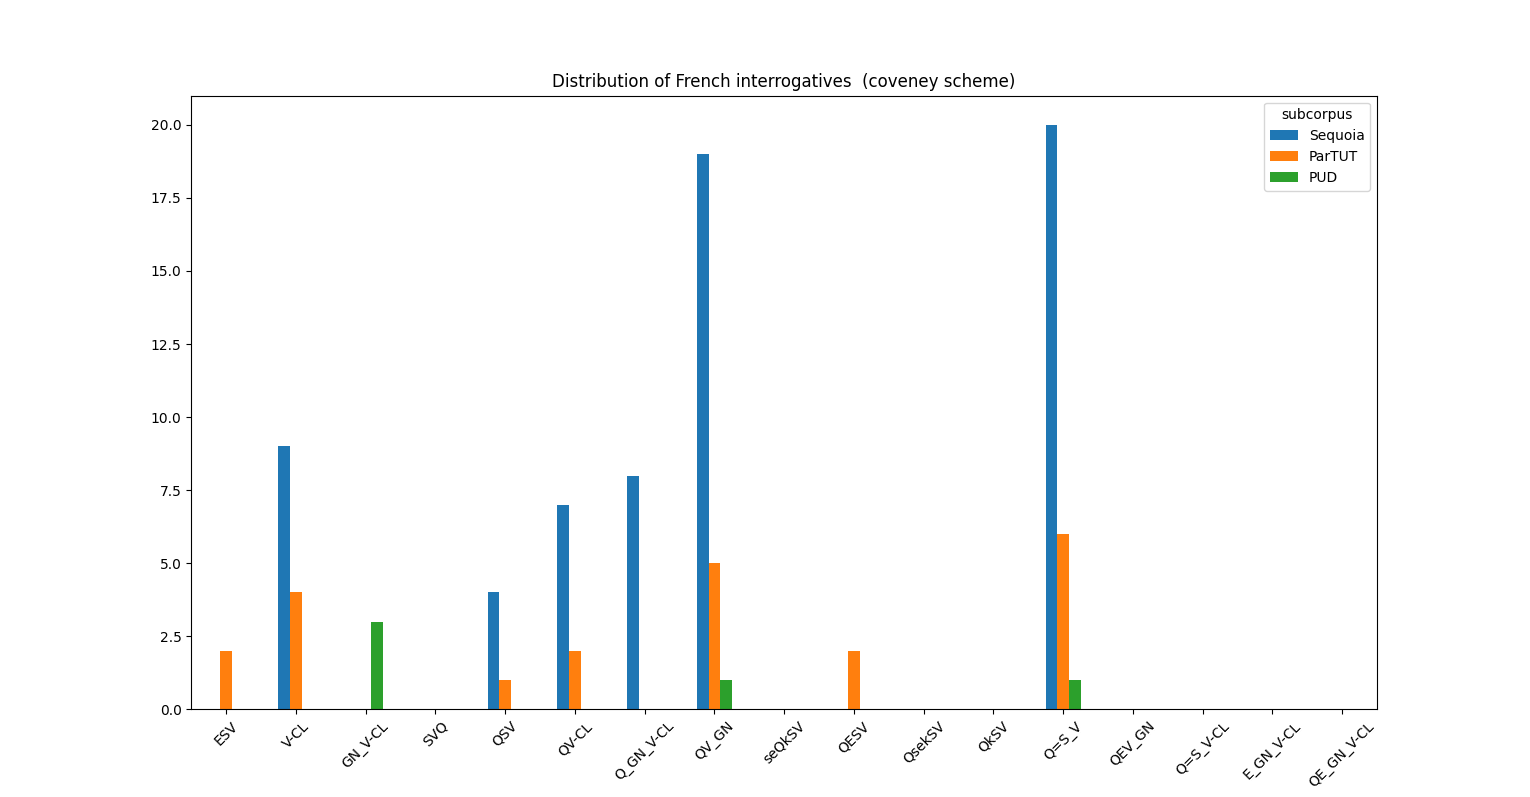 Distribution of French interrogatives  (coveney scheme)
subcorpus
Sequoia
ParTUT
PUD
20.0
17.5
15.0
12.5
10.0
7.5
5.0
2.5
0.0
ESV
V-CL
GN_V-CL
SVQ
QSV
QV-CL
Q_GN_V-CL
QV_GN
seQkSV
QESV
QsekSV
QkSV
Q=S_V
QEV_GN
Q=S_V-CL
E_GN_V-CL
QE_GN_V-CL